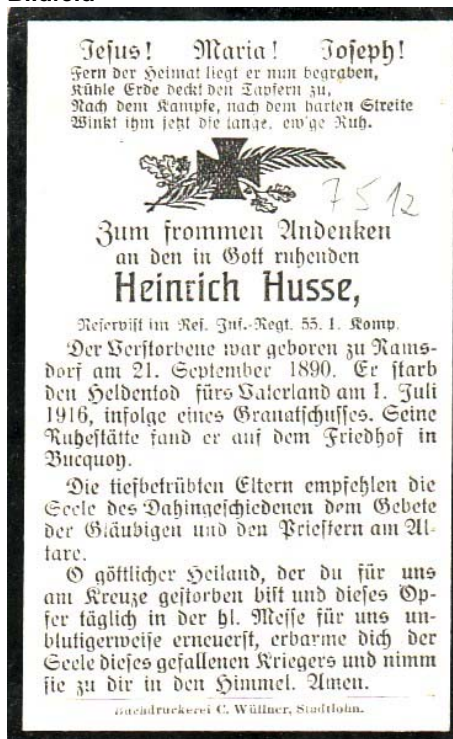 Jesus! Maria! Joseph!
Fern der Heimat liegt er nun begraben,
Kühle Erde deckt den Tapfern zu,
Nach dem Kampfe, nach dem harten Streite
Winkt ihm jetzt die lange, ew'ge Ruh.
7512
Zum frommen Andenken
an den in Gott ruhenden
Heinrich Husse,
Reservist im Res. Inf.-Regt. 55. 1. Komp.
Der Verstorbene war geboren zu Rams-
dorf am 21. September 1890. Er starb
den Heldentod fürs Vaterland am 1. Juli
1916, infolge eines Granatschusses. Seine
Ruhestätte fand er auf dem Friedhof in
Bucquoy.
Die tiefbetrübten Eltern empfehlen die
Seele des Dahingeschiedenen dem Gebete
der Gläubigen und den Priestern am Al-
tare.
O göttlicher Heiland, der du für uns
am Kreuze gestorben bist und dieses Op-
fer täglich in der hl. Messe für uns un-
blutigerweise erneuerst, erbarme dich der
Seele dieses gefallenen Kriegers und nimm
sie zu dir in den Himmel. Amen.
Buchdruckerei C. Wüllner, Stadtlohn.